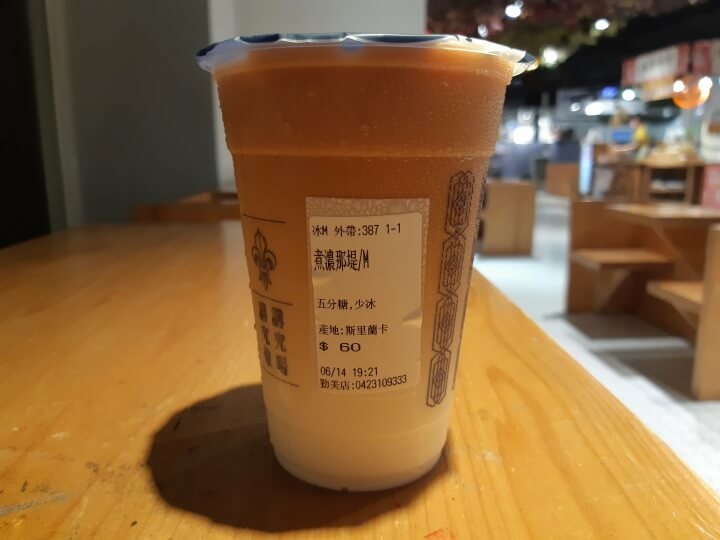 冰M 外帶:387 1-1
煮濃那堤/M
五分糖,少冰
產地:斯里蘭卡
$ 60
06/14 19:21
勤美店:0423109333